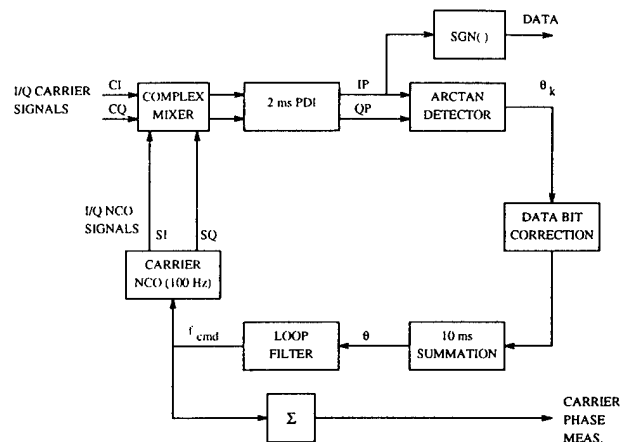 DATA
SGN( )
I/Q CARRIER
SIGNALS
CI
CQ
COMPLEX
MIXER
2 ms PDI
IP
QP
ARCTAN
DETECTOR
θk
DATA BIT
CORRECTION
I/Q NCO
SIGNALS
SI
SQ
CARRIER
NCO (100 Hz)
f cmd
LOOP
FILTER
θ
10 ms
SUMMATION
Σ
CARRIER
PHASE
MEAS.